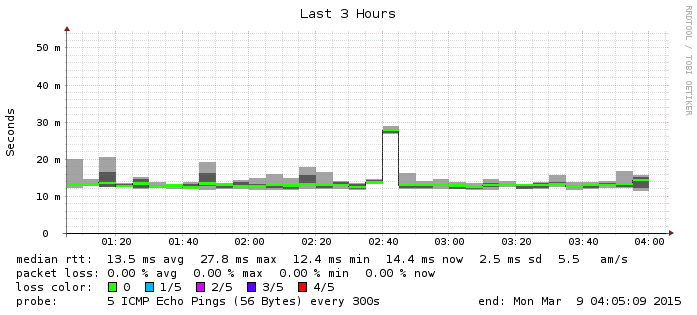 Last 3 Hours
RRDTOOL / TOBI OETIKER
Seconds
50 m
40 m
30 m
20 m
10 m
0
01:20 01:40 02:00 02:20 02:40 03:00 03:20 03:40 04:00
median rtt: 13.5 ms avg 27.8 ms max 12.4 ms min 14.4 ms now 2.5 ms sd 5.5 am/s
packet loss: 0.00 % avg 0.00 % max 0.00 % min 0.00 % now
loss color: 0 1/5 2/5 3/5 4/5
probe: 5 ICMP Echo Pings (56 Bytes) every 300s end: Mon Mar 9 04:05:09 2015